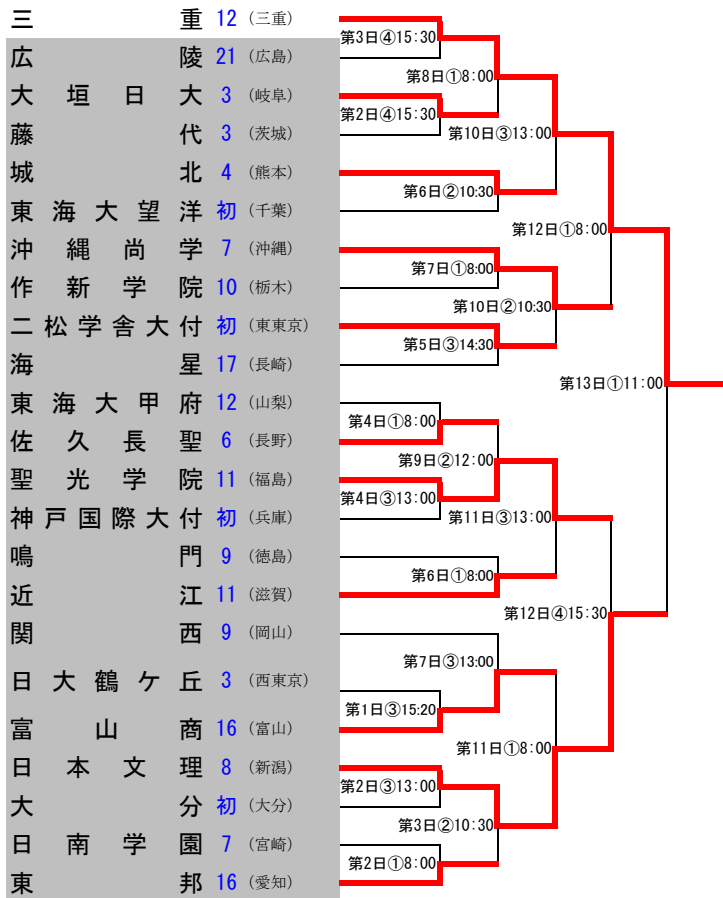 三重 12 (三重)
広陵 21 (広島)
大垣日大 3 (岐阜)
藤代 3 (茨城)
城北 4 (熊本)
東海大望洋 初 (千葉)
沖縄尚学 7 (沖縄)
作新学院 10 (栃木)
二松学舎大付 初 (東東京)
海星 17 (長崎)
東海大甲府 12 (山梨)
佐久長聖 6 (長野)
聖光学院 11 (福島)
神戸国際大付 初 (兵庫)
鳴門 9 (徳島)
近江 11 (滋賀)
関西 9 (岡山)
日大鶴ケ丘 3 (西東京)
富山商 16 (富山)
日本文理 8 (新潟)
大分 初 (大分)
日南学園 7 (宮崎)
東邦 16 (愛知)
第3日④15:30
第2日④15:30
第6日②10:30
第7日①8:00
第5日③14:30
第4日①8:00
第4日③13:00
第6日①8:00
第7日③13:00
第1日③15:20
第2日③13:00
第2日①8:00
第8日①8:00
第9日②12:00
第3日②10:30
第10日③13:00
第10日②10:30
第11日③13:00
第11日①8:00
第12日①8:00
第12日④15:30
第13日①11:00